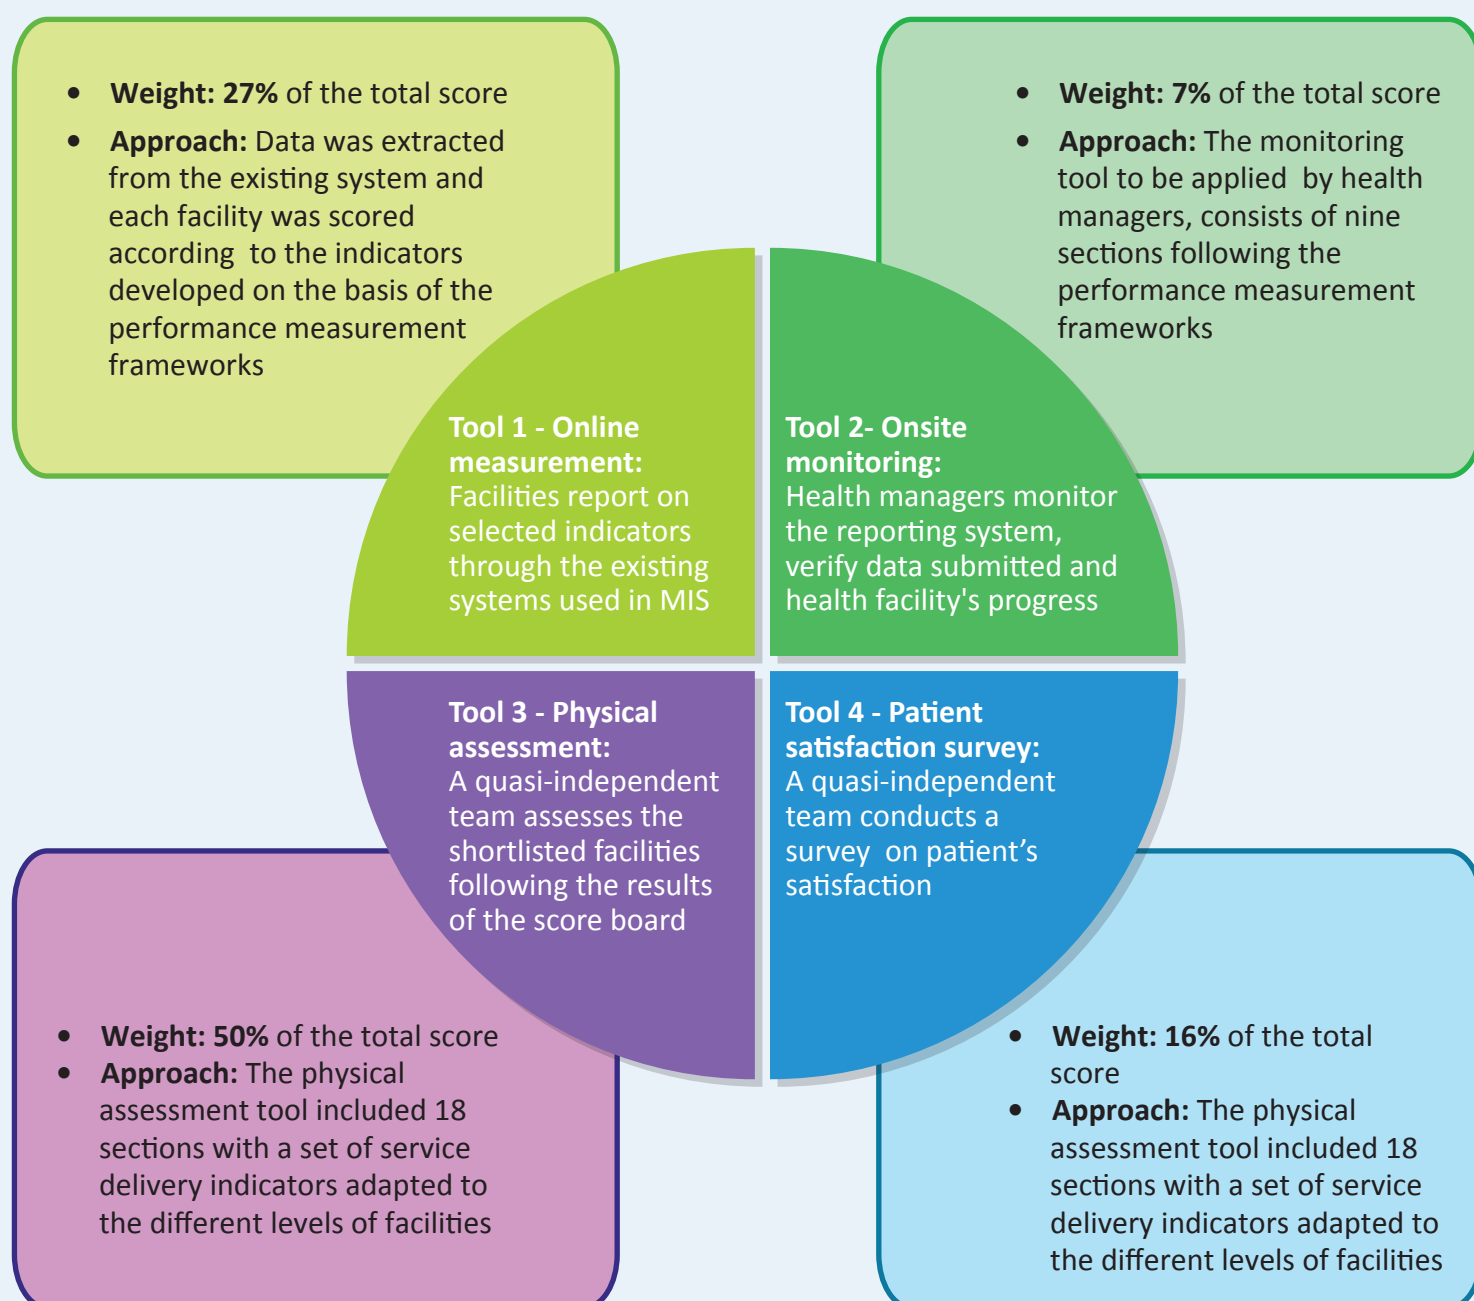 • Weight: 27% of the total score
• Approach: Data was extracted
from the existing system and
each facility was scored
according to the indicators
developed on the basis of the
performance measurement
frameworks
• Weight: 7% of the total score
• Approach: The monitoring
tool to be applied by health
managers, consists of nine
sections following the
performance measurement
frameworks
Tool 1 - Online
measurement:
Facilities report on
selected indicators
through the existing
systems used in MIS
Tool 2- Onsite
monitoring:
Health managers monitor
the reporting system,
verify data submitted and
health facility's progress
Tool 3 - Physical
assessment:
A quasi-independent
team assesses the
shortlisted facilities
following the results
of the score board
Tool 4 - Patient
satisfaction survey:
A quasi-independent
team conducts a
survey on patient’s
satisfaction
• Weight: 50% of the total score
• Approach: The physical
assessment tool included 18
sections with a set of service
delivery indicators adapted to
the different levels of facilities
• Weight: 16% of the total
score
• Approach: The physical
assessment tool included 18
sections with a set of service
delivery indicators adapted to
the different levels of facilities